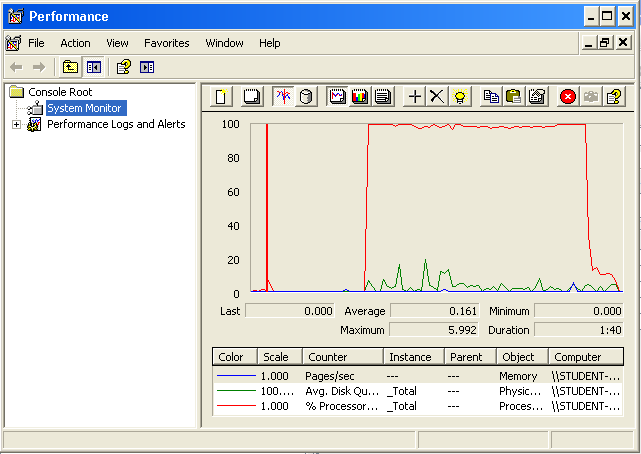 Performance
File Action View Favorites Window Help
Console Root
System Monitor
Performance Logs and Alerts
100
80
60
40
20
0
Last 0.000 Average 0.161 Minimum 0.000
Maximum 5.992 Duration 1:40
Color Scale Counter Instance Parent Object Computer
1.000 Pages/sec --- --- Memory \\STUDENT-...
100.... Avg. Disk Qu... _Total --- Physic... \\STUDENT-...
1.000 % Processor... _Total --- Proces... \\STUDENT-...